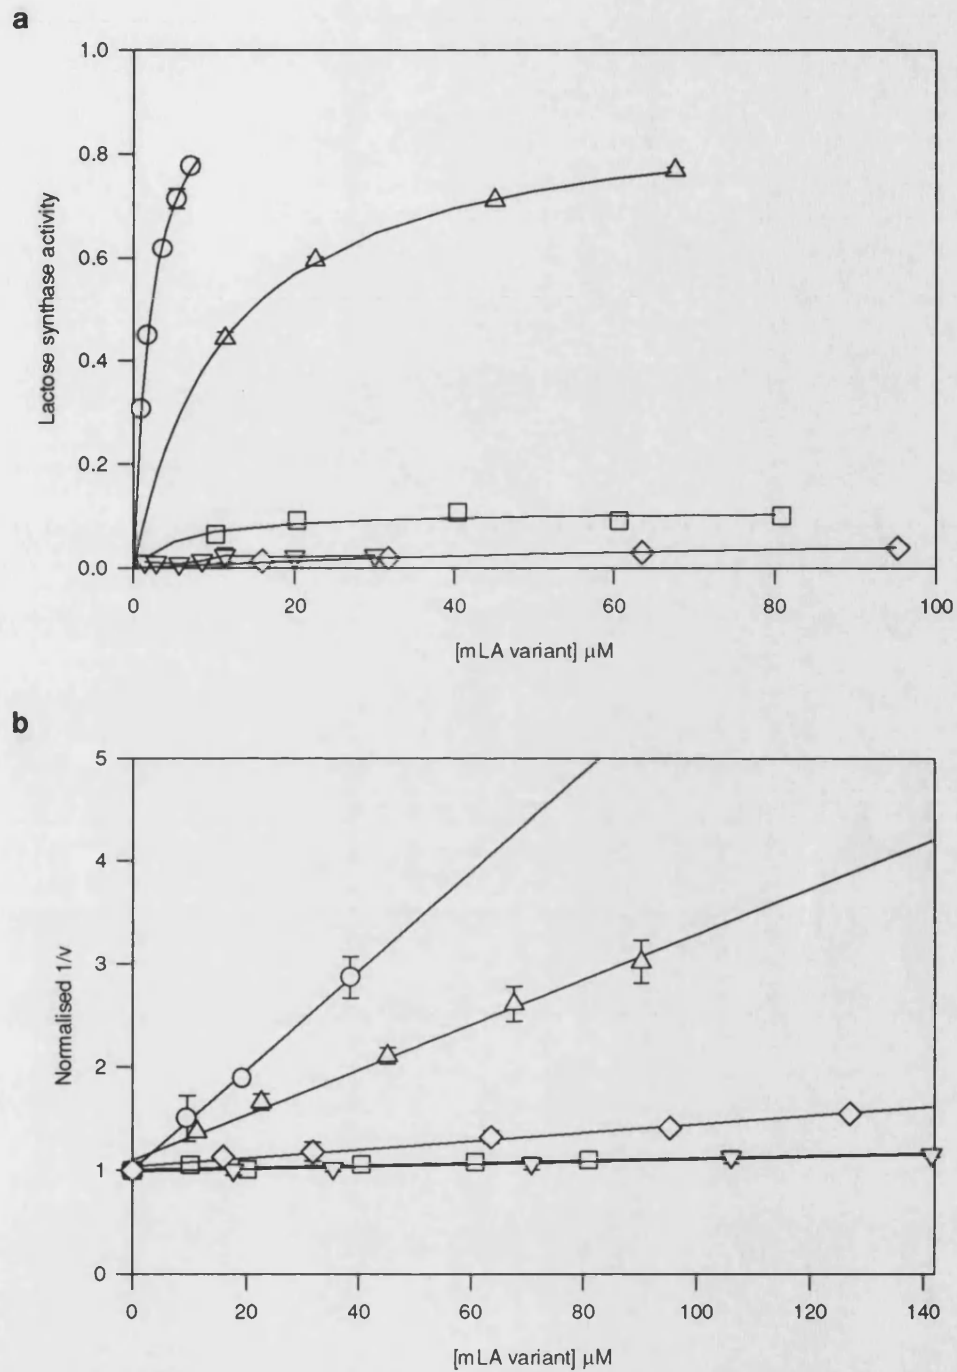 a
1.0
0.8
0.6
0.4
0.2
0.0
Lactose synthase activity
0 20 40 60 80 100
[mLA variant] µM
b
5
4
3
2
1
0
Normalised 1/v
0 20 40 60 80 100 120 140
[mLA variant] µM